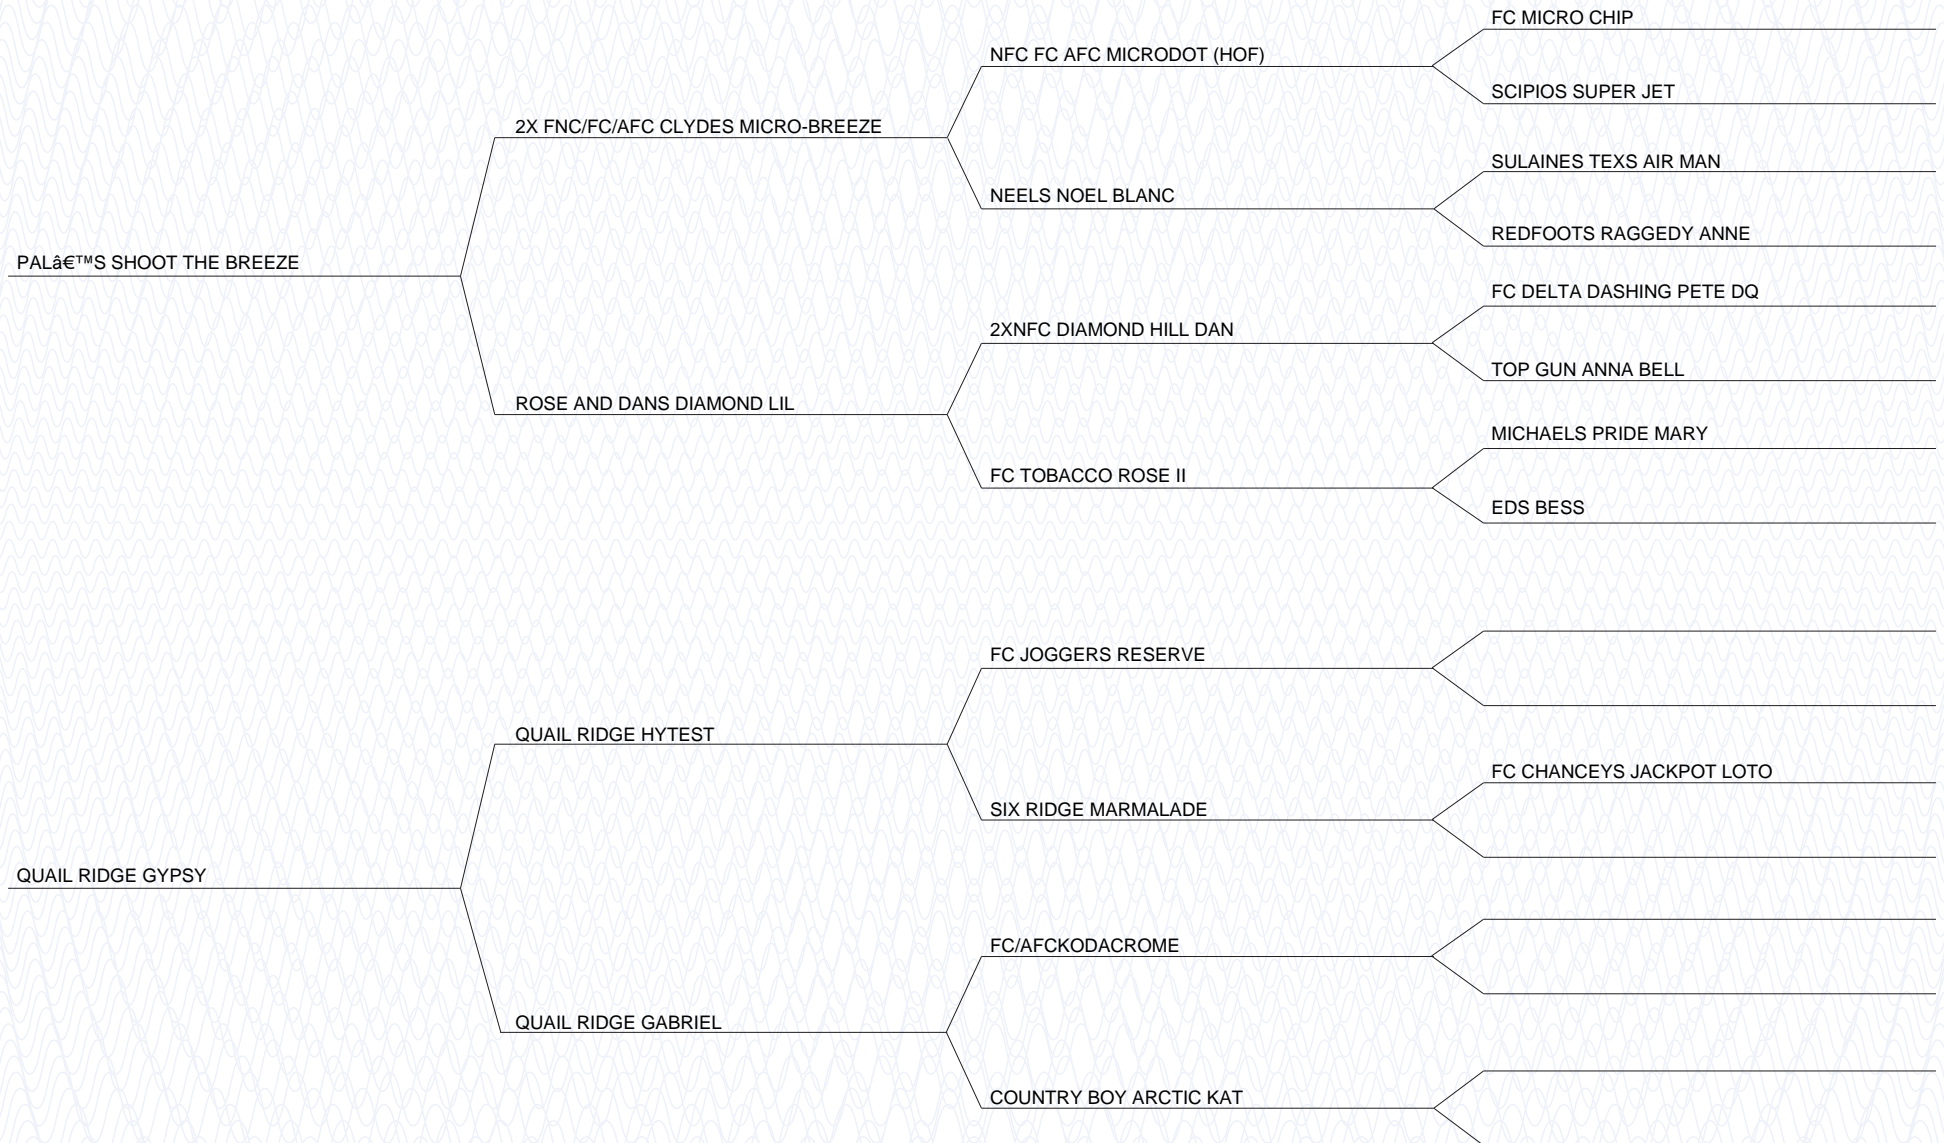 FC MICRO CHIP
NFC FC AFC MICRODOT (HOF)
SCIPIOS SUPER JET
2X FNC/FC/AFC CLYDES MICRO-BREEZE
SULAINES TEXS AIR MAN
NEELS NOEL BLANC
REDFOOTS RAGGEDY ANNE
PALâ€™S SHOOT THE BREEZE
FC DELTA DASHING PETE DQ
2XNFC DIAMOND HILL DAN
TOP GUN ANNA BELL
ROSE AND DANS DIAMOND LIL
MICHAELS PRIDE MARY
FC TOBACCO ROSE II
EDS BESS
FC JOGGERS RESERVE
QUAIL RIDGE HYTEST
FC CHANCEYS JACKPOT LOTO
SIX RIDGE MARMALADE
QUAIL RIDGE GYPSY
FC/AFCKODACROME
QUAIL RIDGE GABRIEL
COUNTRY BOY ARCTIC KAT